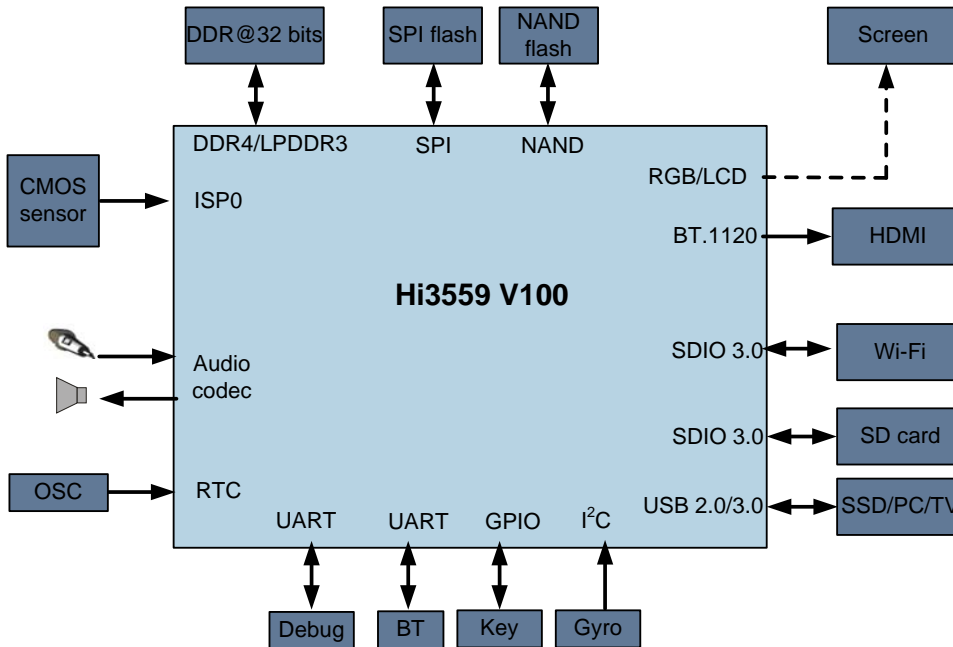 DDR@32 bits
SPI flash
NAND
flash
Screen
DDR4/LPDDR3
SPI
NAND
CMOS
sensor
ISP0
RGB/LCD
BT.1120
HDMI
Hi3559 V100
Audio
codec
SDIO 3.0
Wi-Fi
SDIO 3.0
SD card
OSC
RTC
USB 2.0/3.0
SSD/PC/TV
UART
UART
GPIO
I²C
Debug
BT
Key
Gyro